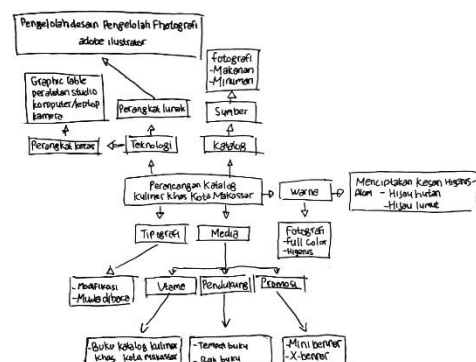 Pengelolahdesain Pengelolah Fhotografi
adobe ilustrator
Graphic table
peralatan studio
komputer/leptop
kamera
fotografi
-Makanan
-Minuman
Perangkat lunak
Sumber
Perangkat keras
Teknologi
Katalog
Perancangan Katalog
Kuliner Khas Kota Makassar
warna
Menciptakan Kesan Higenis-
- Hijau hutan
- Hijau lumut
Tipografi
Media
Fotografi
- Full color
- Higenis
- Modifikasi
- Mudah dibaca
Utama
Pendukung
Promosi
- Buku katalog kuliner
khas kota makassar
- Tempat buku
- Rak buku
- Mini banner
- X-banner